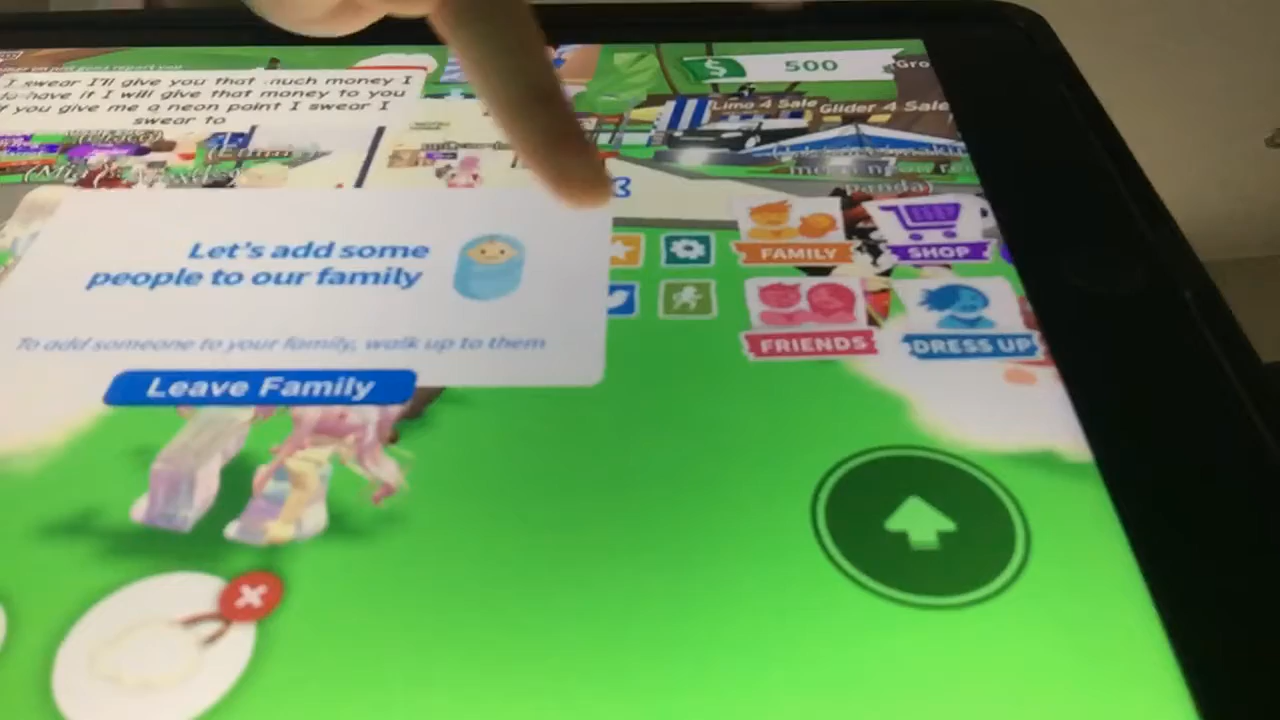 I swear I'll give you that much money I
do have it I will give that money to you
if you give me a neon point I swear I
swear to
500
Gro
Limo 4 Sale
Glider 4 Sale
panda)
Let's add some
people to our family
To add someone to your family, walk up to them
Leave Family
FAMILY
SHOP
FRIENDS
DRESS UP